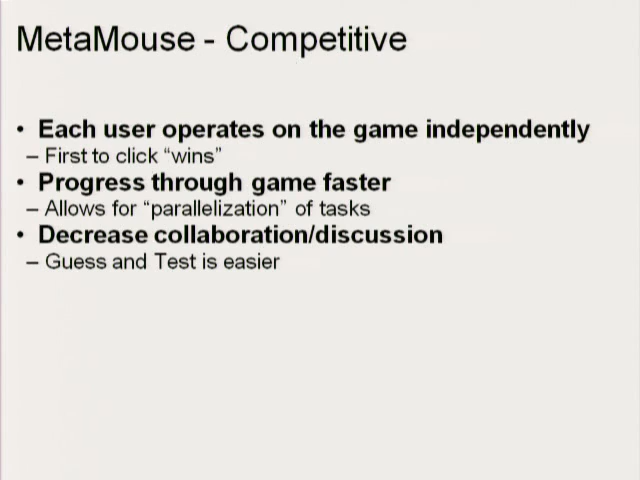 MetaMouse - Competitive
• Each user operates on the game independently
– First to click “wins”
• Progress through game faster
– Allows for “parallelization” of tasks
• Decrease collaboration/discussion
– Guess and Test is easier